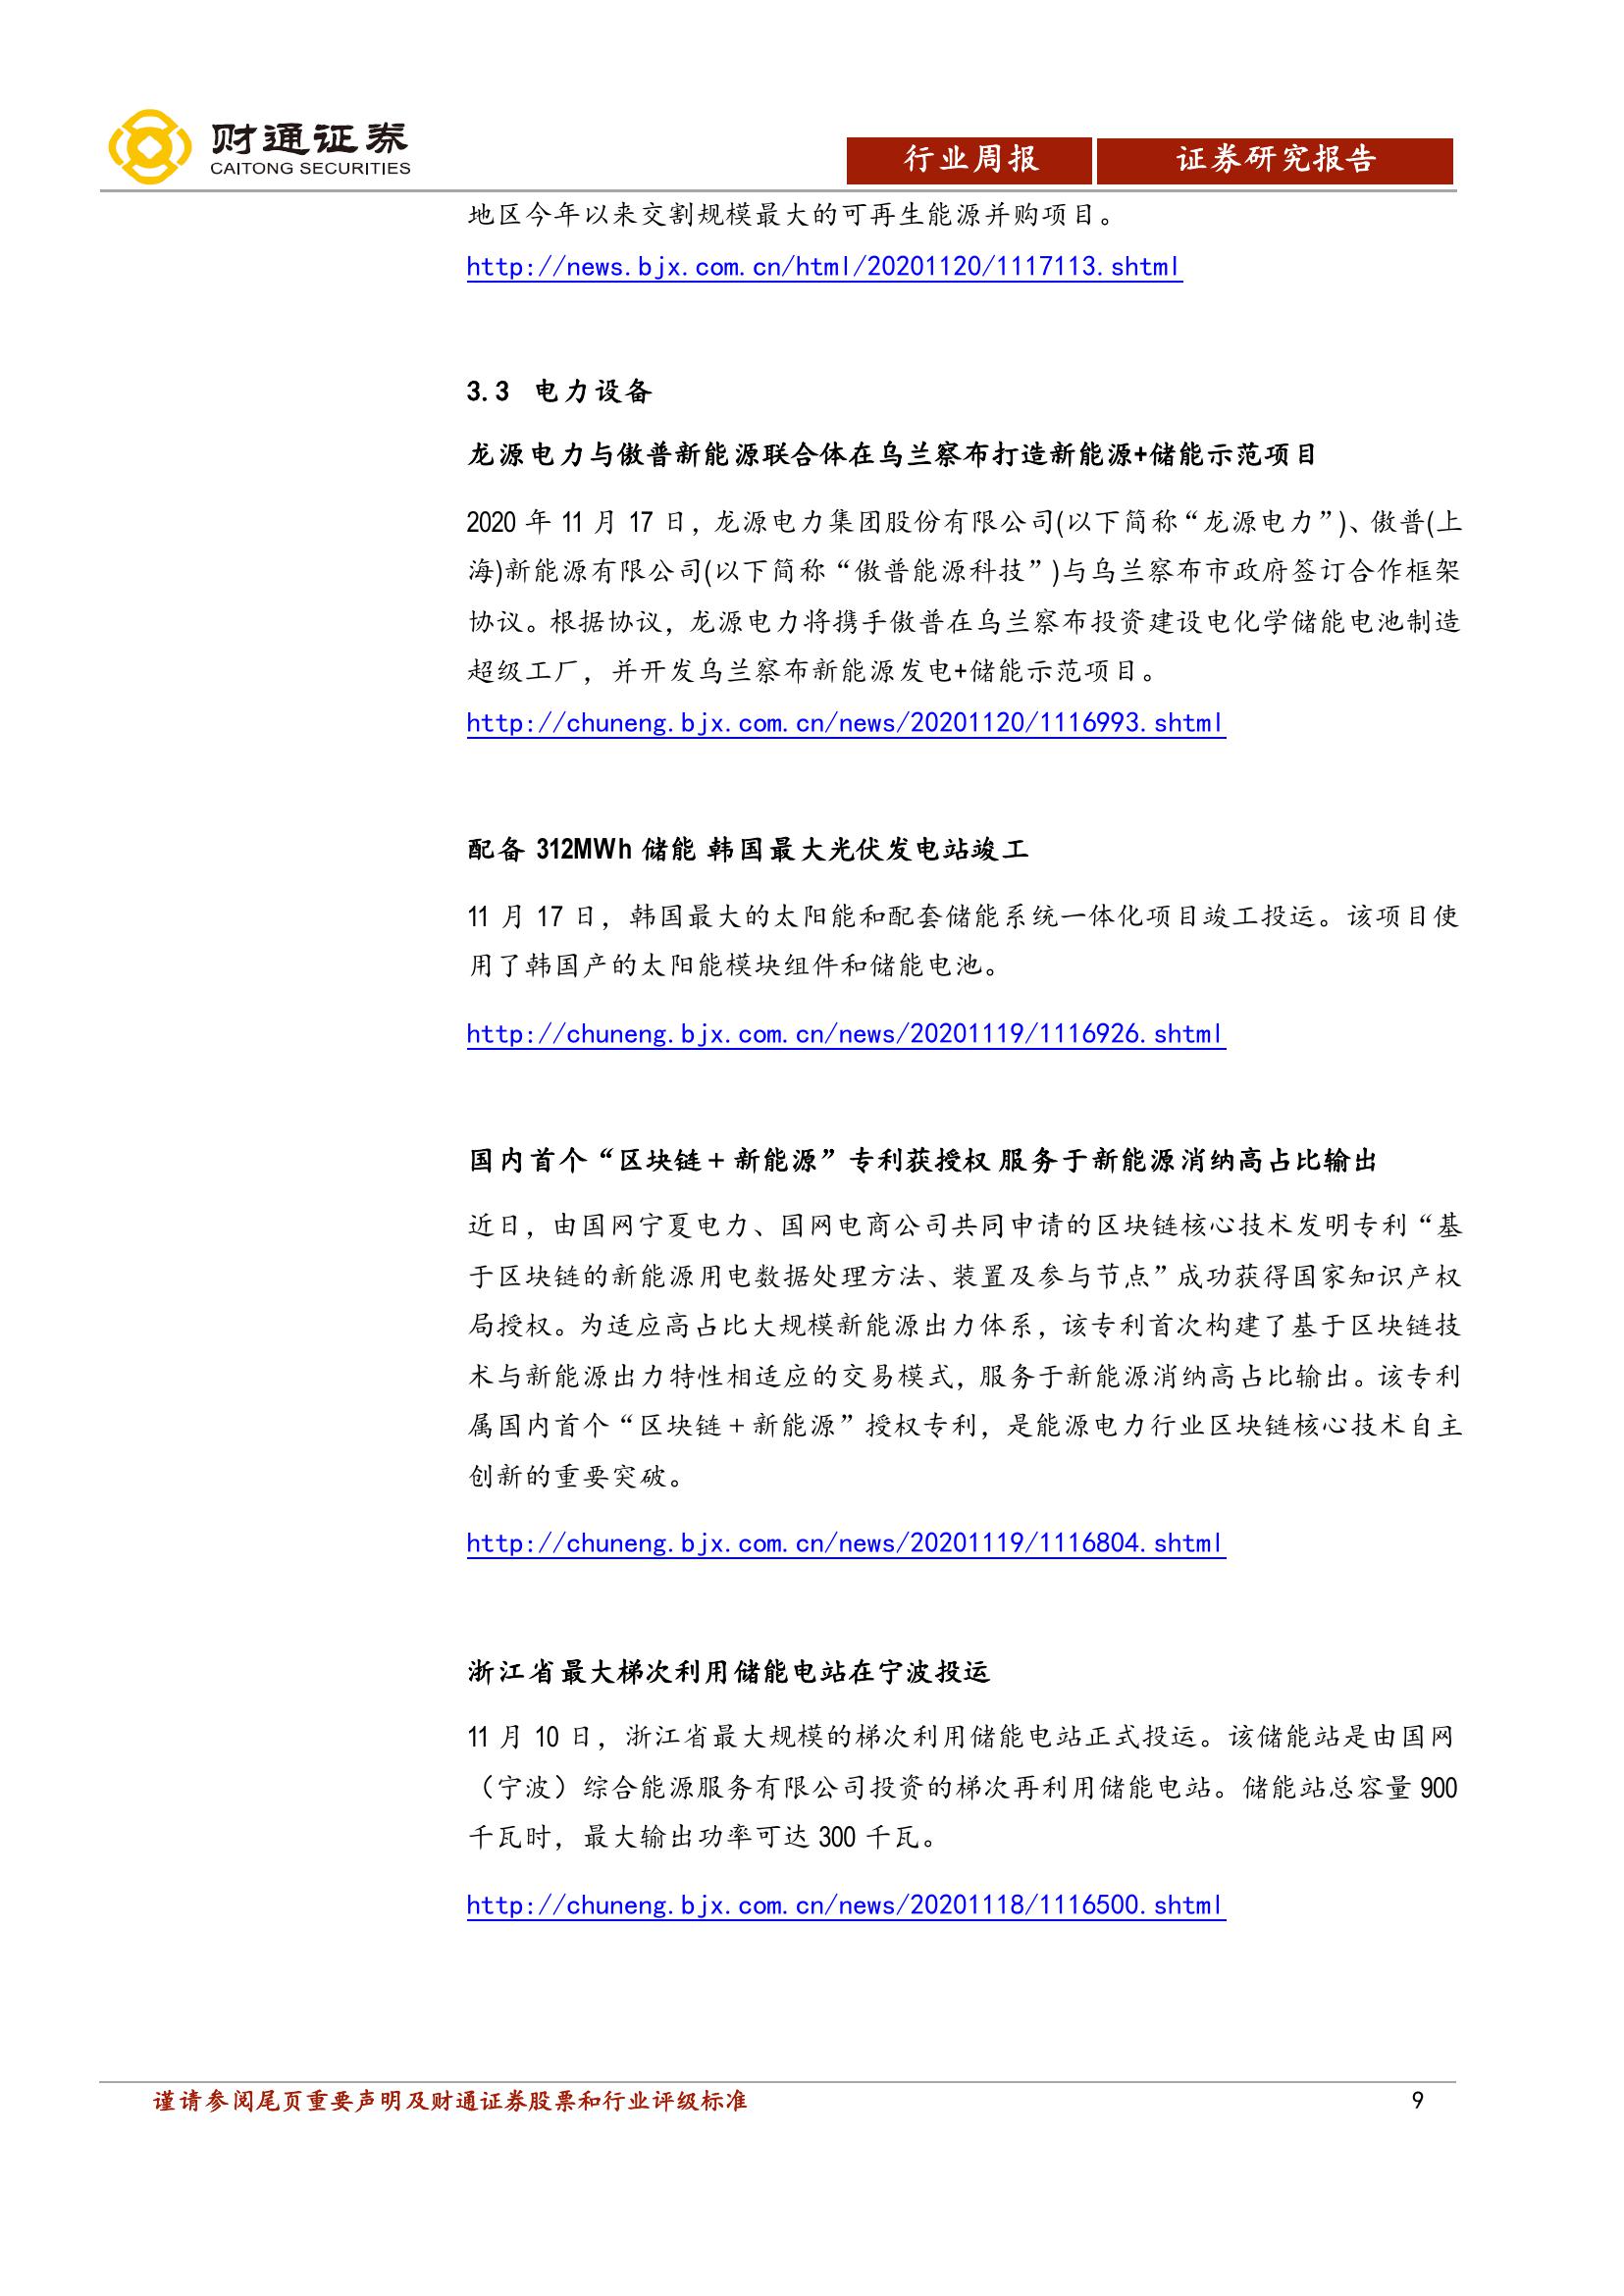 财通证券
CAITONG SECURITIES
行业周报
证券研究报告
地区今年以来交割规模最大的可再生能源并购项目。
http://news.bjx.com.cn/html/20201120/1117113.shtml
3.3 电力设备
龙源电力与傲普新能源联合体在乌兰察布打造新能源+储能示范项目
2020 年 11 月 17 日，龙源电力集团股份有限公司(以下简称“龙源电力”)、傲普(上
海)新能源有限公司(以下简称“傲普能源科技”)与乌兰察布市政府签订合作框架
协议。根据协议，龙源电力将携手傲普在乌兰察布投资建设电化学储能电池制造
超级工厂，并开发乌兰察布新能源发电+储能示范项目。
http://chuneng.bjx.com.cn/news/20201120/1116993.shtml
配备 312MWh 储能 韩国最大光伏发电站竣工
11 月 17 日，韩国最大的太阳能和配套储能系统一体化项目竣工投运。该项目使
用了韩国产的太阳能模块组件和储能电池。
http://chuneng.bjx.com.cn/news/20201119/1116926.shtml
国内首个“区块链＋新能源”专利获授权 服务于新能源消纳高占比输出
近日，由国网宁夏电力、国网电商公司共同申请的区块链核心技术发明专利“基
于区块链的新能源用电数据处理方法、装置及参与节点”成功获得国家知识产权
局授权。为适应高占比大规模新能源出力体系，该专利首次构建了基于区块链技
术与新能源出力特性相适应的交易模式，服务于新能源消纳高占比输出。该专利
属国内首个“区块链＋新能源”授权专利，是能源电力行业区块链核心技术自主
创新的重要突破。
http://chuneng.bjx.com.cn/news/20201119/1116804.shtml
浙江省最大梯次利用储能电站在宁波投运
11 月 10 日，浙江省最大规模的梯次利用储能电站正式投运。该储能站是由国网
（宁波）综合能源服务有限公司投资的梯次再利用储能电站。储能站总容量 900
千瓦时，最大输出功率可达 300 千瓦。
http://chuneng.bjx.com.cn/news/20201118/1116500.shtml
谨请参阅尾页重要声明及财通证券股票和行业评级标准
9